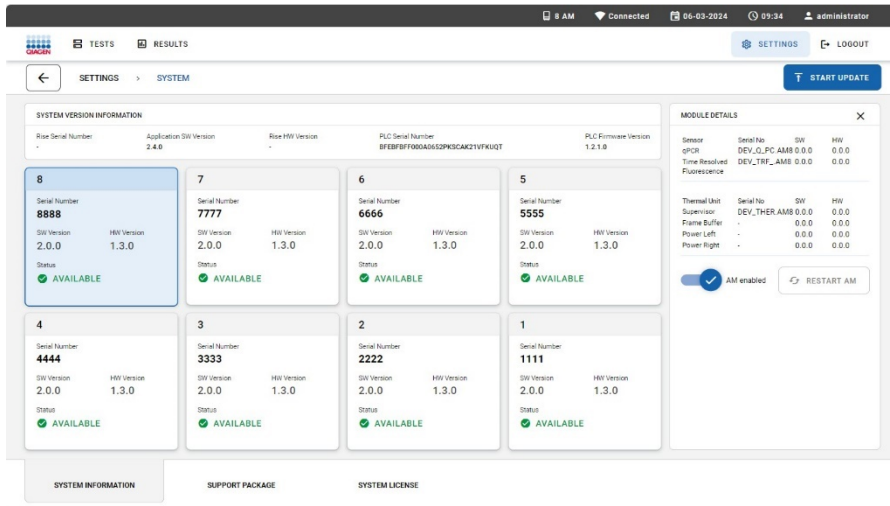 8 AM Connected 06-03-2024 09:34 administrator
QIAGEN TESTS RESULTS SETTINGS LOGOUT
SETTINGS > SYSTEM START UPDATE
SYSTEM VERSION INFORMATION
Rise Serial Number Application SW Version Rise HW Version PLC Serial Number PLC Firmware Version
- 2.4.0 - BFEBFBFF000A0652PKSCAK21VFKUQT 1.2.1.0
8
Serial Number
8888
SW Version HW Version
2.0.0 1.3.0
Status
AVAILABLE
7
Serial Number
7777
SW Version HW Version
2.0.0 1.3.0
Status
AVAILABLE
6
Serial Number
6666
SW Version HW Version
2.0.0 1.3.0
Status
AVAILABLE
5
Serial Number
5555
SW Version HW Version
2.0.0 1.3.0
Status
AVAILABLE
4
Serial Number
4444
SW Version HW Version
2.0.0 1.3.0
Status
AVAILABLE
3
Serial Number
3333
SW Version HW Version
2.0.0 1.3.0
Status
AVAILABLE
2
Serial Number
2222
SW Version HW Version
2.0.0 1.3.0
Status
AVAILABLE
1
Serial Number
1111
SW Version HW Version
2.0.0 1.3.0
Status
AVAILABLE
MODULE DETAILS
Sensor Serial No SW HW
qPCR DEV_Q_PC.AM8 0.0.0 0.0.0
Time Resolved DEV_TRF_.AM8 0.0.0 0.0.0
Fluorescence
Thermal Unit Serial No SW HW
Supervisor DEV_THER.AM8 0.0.0 0.0.0
Frame Buffer - 0.0.0 0.0.0
Power Left - 0.0.0 0.0.0
Power Right - 0.0.0 0.0.0
AM enabled RESTART AM
SYSTEM INFORMATION SUPPORT PACKAGE SYSTEM LICENSE